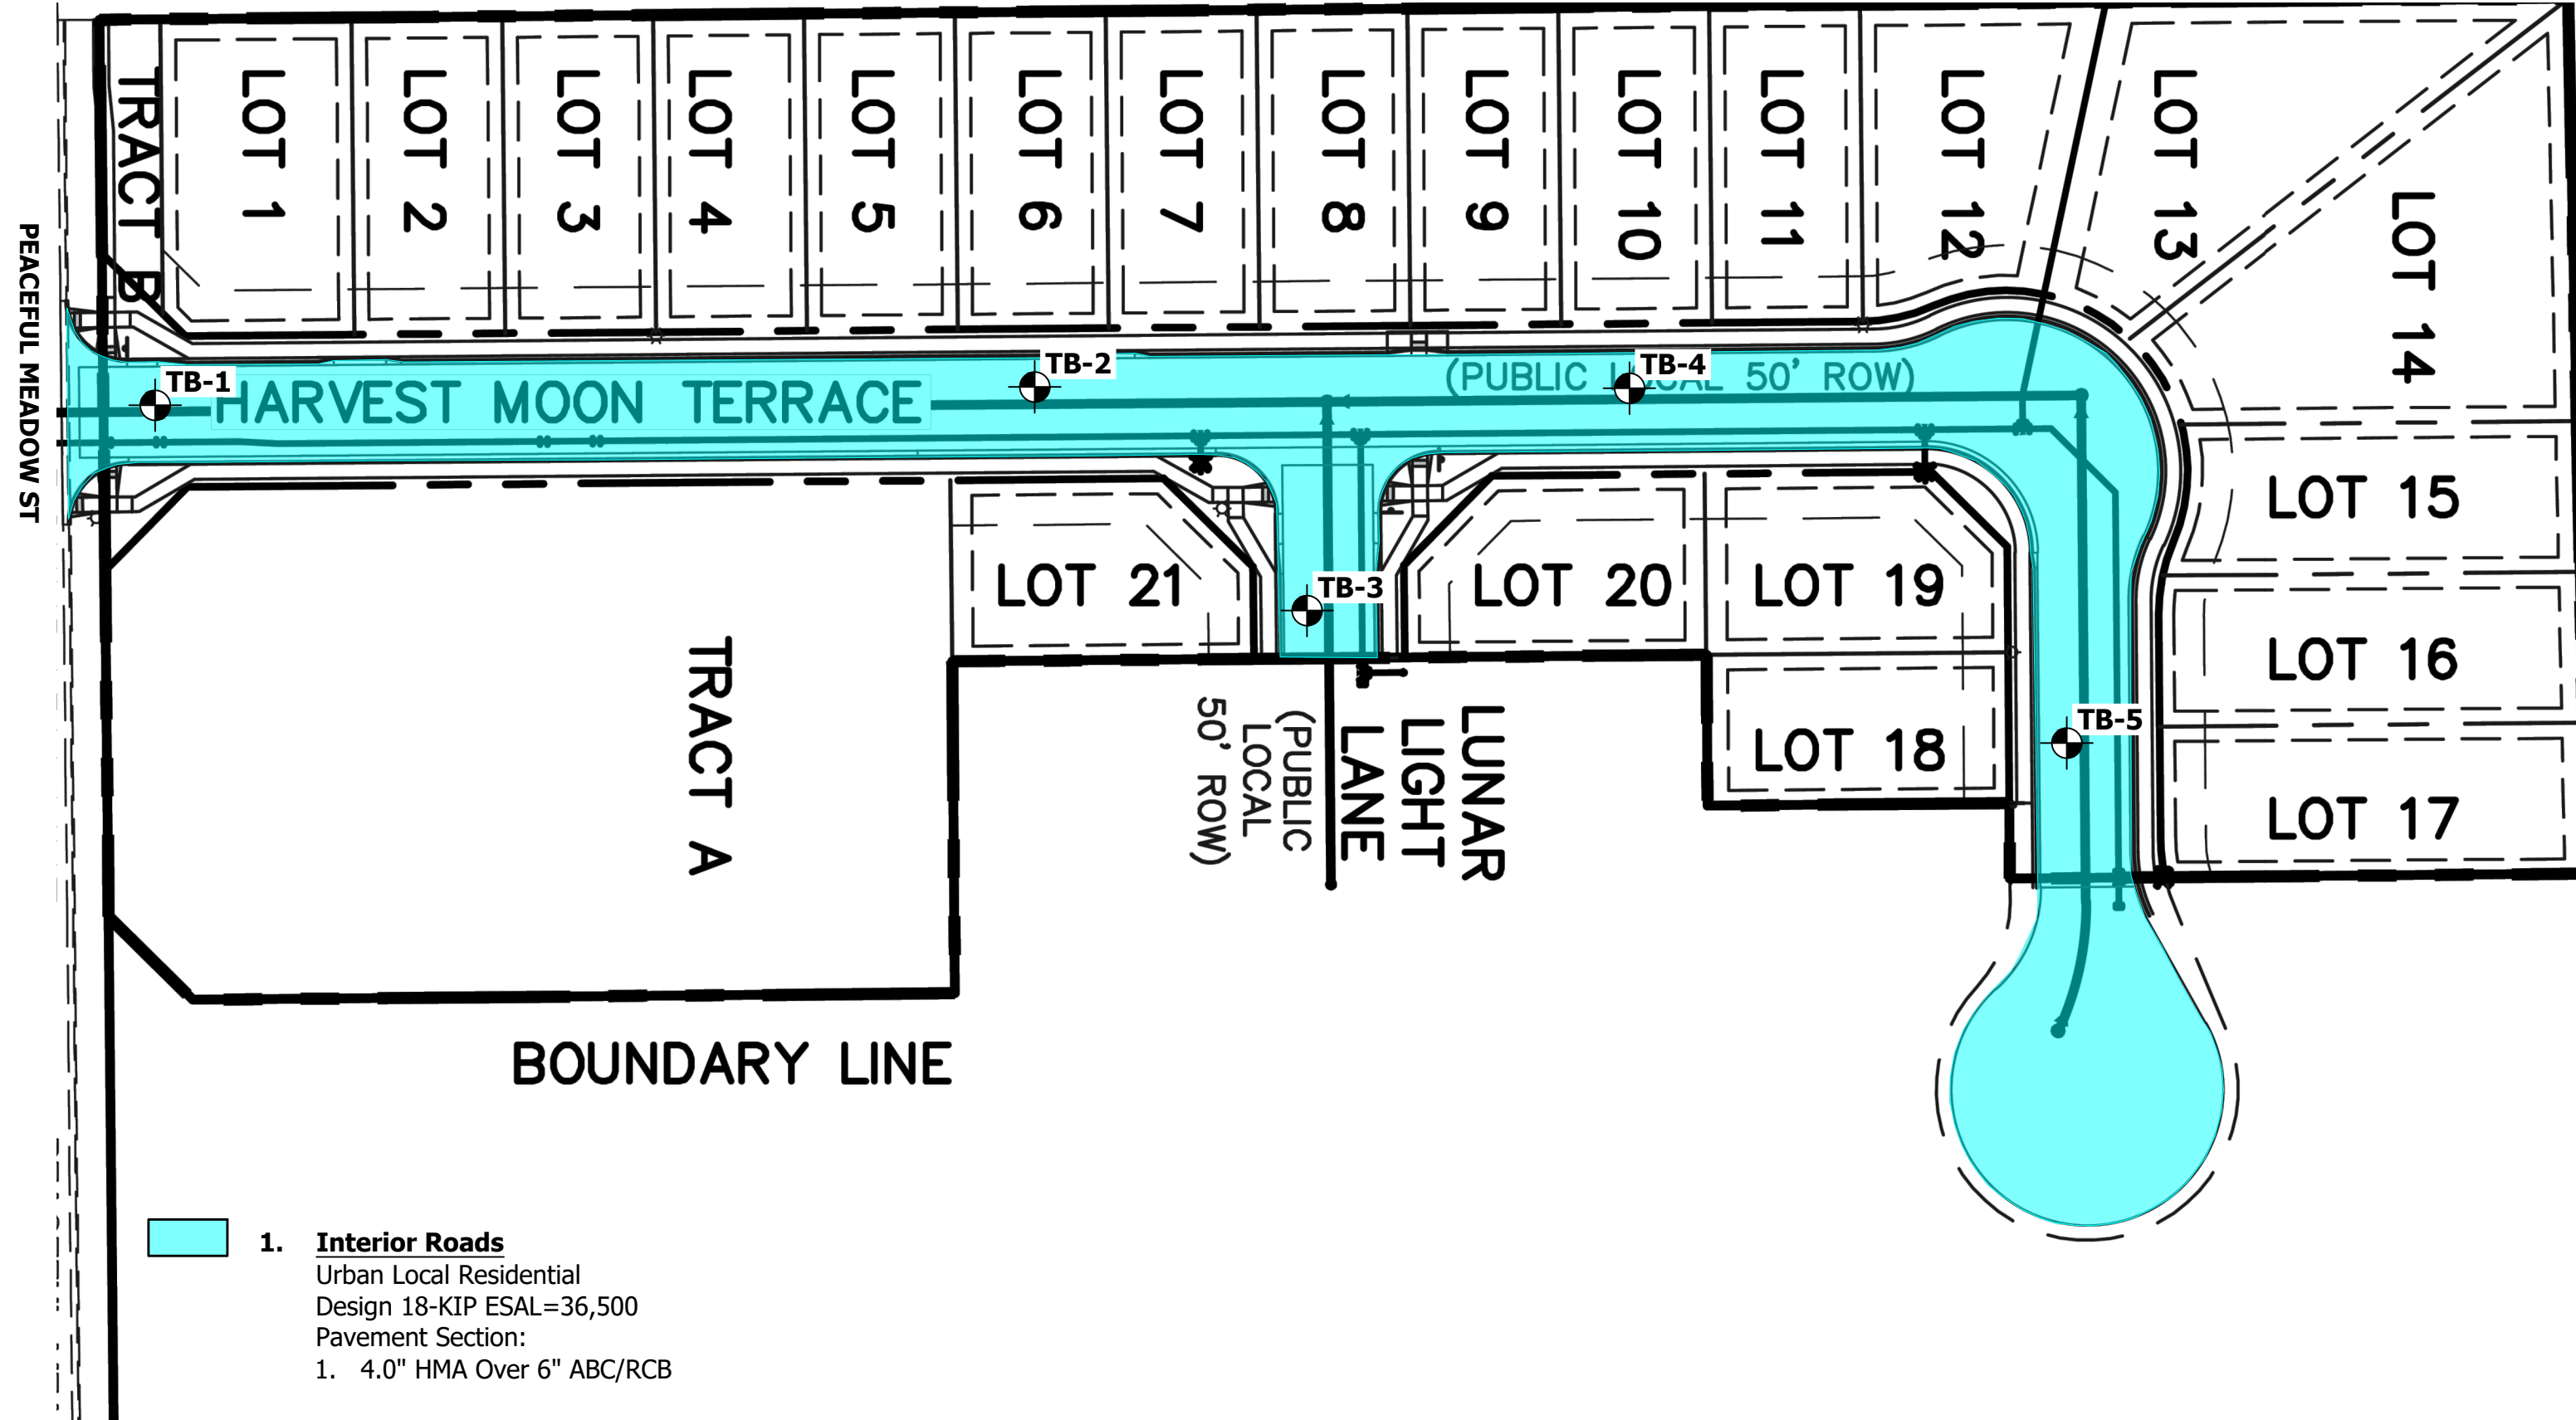 TRACT B
LOT 1
LOT 2
LOT 3
LOT 4
LOT 5
LOT 6
LOT 7
LOT 8
LOT 9
LOT 10
LOT 11
LOT 12
LOT 13
LOT 14
PEACEFUL MEADOW ST
TB-1
HARVEST MOON TERRACE
TB-2
(PUBLIC LOCAL 50' ROW)
TB-4
LOT 15
LOT 21
TB-3
LOT 20
LOT 19
LOT 16
TRACT A
LUNAR
LIGHT
LANE
(PUBLIC
LOCAL
50' ROW)
LOT 18
TB-5
LOT 17
BOUNDARY LINE
1. Interior Roads
Urban Local Residential
Design 18-KIP ESAL=36,500
Pavement Section:
1. 4.0" HMA Over 6" ABC/RCB